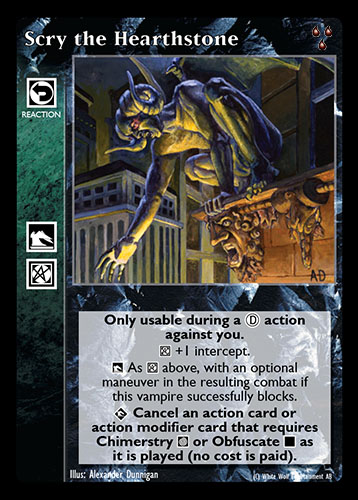 Scry the Hearthstone
REACTION
AD
Only usable during a Ⓓ action
against you.
+1 intercept.
As above, with an optional
maneuver in the resulting combat if
this vampire successfully blocks.
Cancel an action card or
action modifier card that requires
Chimerstry or Obfuscate as
it is played (no cost is paid).
Illus: Alexander Dunnigan
(C) White Wolf Entertainment AB